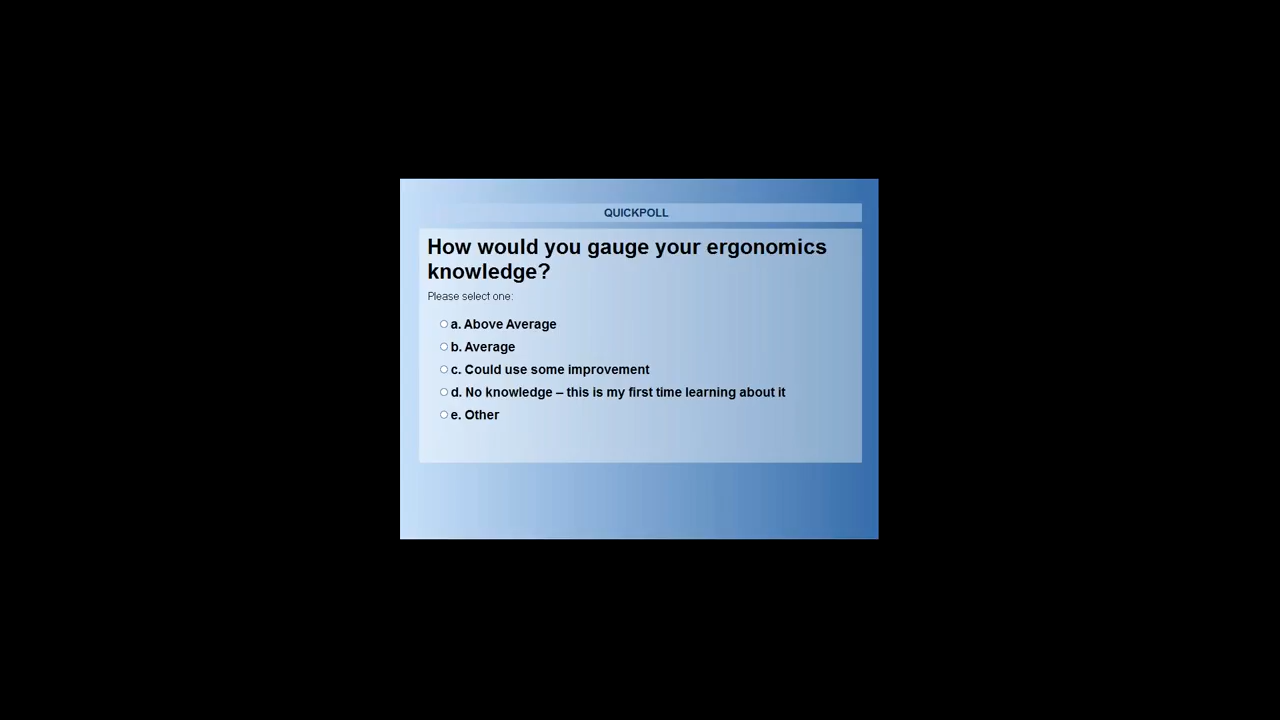 QUICKPOLL
How would you gauge your ergonomics
knowledge?
Please select one:
a. Above Average
b. Average
c. Could use some improvement
d. No knowledge – this is my first time learning about it
e. Other